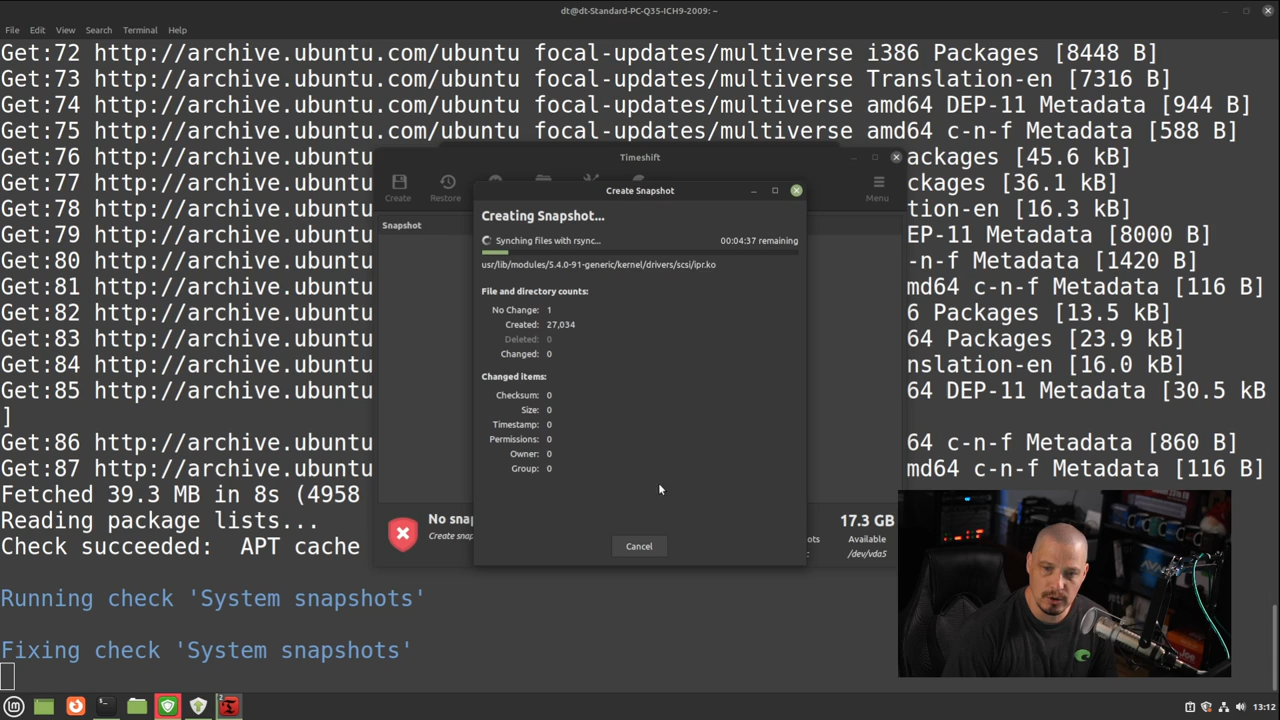 dt@dt-Standard-PC-Q35-ICH9-2009: ~
File Edit View Search Terminal Help
Get:72 http://archive.ubuntu.com/ubuntu focal-updates/multiverse i386 Packages [8448 B]
Get:73 http://archive.ubuntu.com/ubuntu focal-updates/multiverse Translation-en [7316 B]
Get:74 http://archive.ubuntu.com/ubuntu focal-updates/multiverse amd64 DEP-11 Metadata [944 B]
Get:75 http://archive.ubuntu.com/ubuntu focal-updates/multiverse amd64 c-n-f Metadata [588 B]
Get:76 http://archive.ubuntu ackages [45.6 kB]
Get:77 http://archive.ubuntu ckages [36.1 kB]
Get:78 http://archive.ubuntu tion-en [16.3 kB]
Get:79 http://archive.ubuntu EP-11 Metadata [8000 B]
Get:80 http://archive.ubuntu -n-f Metadata [1420 B]
Get:81 http://archive.ubuntu md64 c-n-f Metadata [116 B]
Get:82 http://archive.ubuntu 6 Packages [13.5 kB]
Get:83 http://archive.ubuntu 64 Packages [23.9 kB]
Get:84 http://archive.ubuntu nslation-en [16.0 kB]
Get:85 http://archive.ubuntu 64 DEP-11 Metadata [30.5 kB
]
Get:86 http://archive.ubuntu 64 c-n-f Metadata [860 B]
Get:87 http://archive.ubuntu md64 c-n-f Metadata [116 B]
Fetched 39.3 MB in 8s (4958
Reading package lists...
Check succeeded: APT cache
Running check 'System snapshots'
Fixing check 'System snapshots'
Timeshift
Create Restore Menu
Snapshot
No snap
Create snap
17.3 GB
ots Available
/dev/vda5
Create Snapshot
Creating Snapshot...
Synching files with rsync... 00:04:37 remaining
usr/lib/modules/5.4.0-91-generic/kernel/drivers/scsi/ipr.ko
File and directory counts:
No Change: 1
Created: 27,034
Deleted: 0
Changed: 0
Changed items:
Checksum: 0
Size: 0
Timestamp: 0
Permissions: 0
Owner: 0
Group: 0
Cancel
13:12